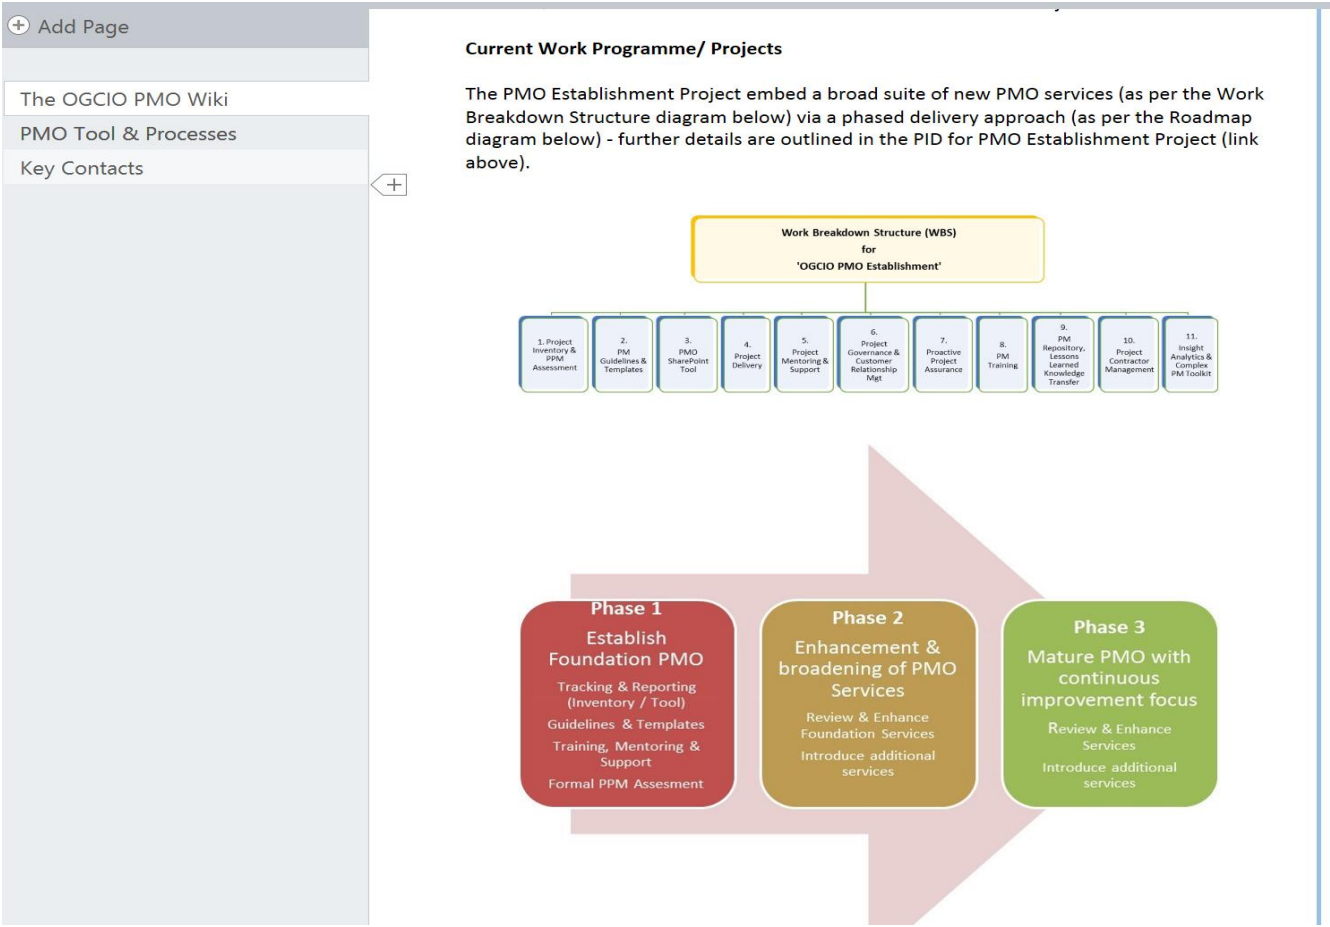 Add Page
The OGCIO PMO Wiki
PMO Tool & Processes
Key Contacts
Current Work Programme/ Projects
The PMO Establishment Project embed a broad suite of new PMO services (as per the Work
Breakdown Structure diagram below) via a phased delivery approach (as per the Roadmap
diagram below) - further details are outlined in the PID for PMO Establishment Project (link
above).
Work Breakdown Structure (WBS)
for
'OGCIO PMO Establishment'
1. Project
Inventory &
PPM
Assessment
2.
PM
Guidelines &
Templates
3.
PMO
SharePoint
Tool
4.
Project
Delivery
5.
Project
Mentoring &
Support
6.
Project
Governance &
Customer
Relationship
Mgt
7.
Proactive
Project
Assurance
8.
PM
Training
9.
PM
Repository,
Lessons
Learned
Knowledge
Transfer
10.
Project
Contractor
Management
11.
Insight
Analytics &
Complex
PM Toolkit
Phase 1
Establish
Foundation PMO
Tracking & Reporting
(Inventory / Tool)
Guidelines & Templates
Training, Mentoring &
Support
Formal PPM Assesment
Phase 2
Enhancement &
broadening of PMO
Services
Review & Enhance
Foundation Services
Introduce additional
services
Phase 3
Mature PMO with
continuous
improvement focus
Review & Enhance
Services
Introduce additional
services